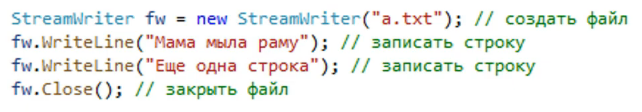 StreamWriter fw = new StreamWriter("a.txt"); // создать файл
fw.WriteLine("Мама мыла раму"); // записать строку
fw.WriteLine("Еще одна строка"); // записать строку
fw.Close(); // закрыть файл